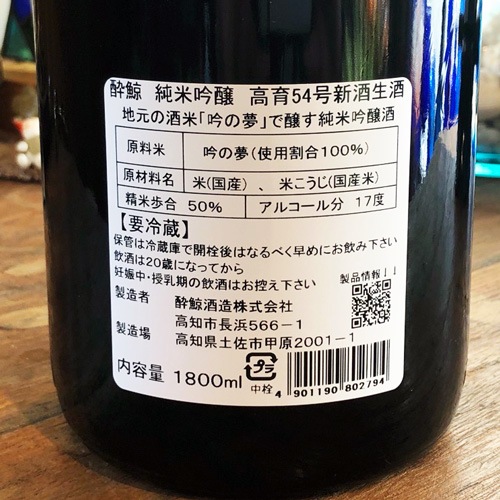 酔鯨 純米吟醸 高育54号新酒生酒
地元の酒米「吟の夢」で醸す純米吟醸酒
原料米 吟の夢(使用割合100%)
原材料名 米(国産)、米こうじ(国産米)
精米歩合 50% アルコール分 17度
【要冷蔵】
保管は冷蔵庫で開栓後はなるべく早めにお飲み下さい
飲酒は20歳になってから
妊娠中・授乳期の飲酒はお控え下さい
製品情報↓↓
製造者 酔鯨酒造株式会社
高知市長浜566-1
製造場 高知県土佐市甲原2001-1
内容量 1800ml
プラ
中栓
4 901190 802794